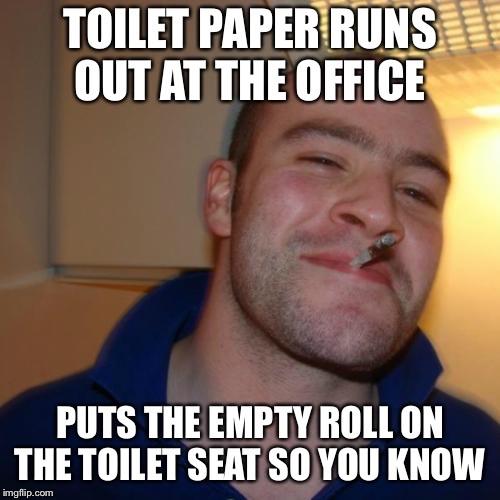 TOILET PAPER RUNS
OUT AT THE OFFICE
PUTS THE EMPTY ROLL ON
THE TOILET SEAT SO YOU KNOW
imgflip.com